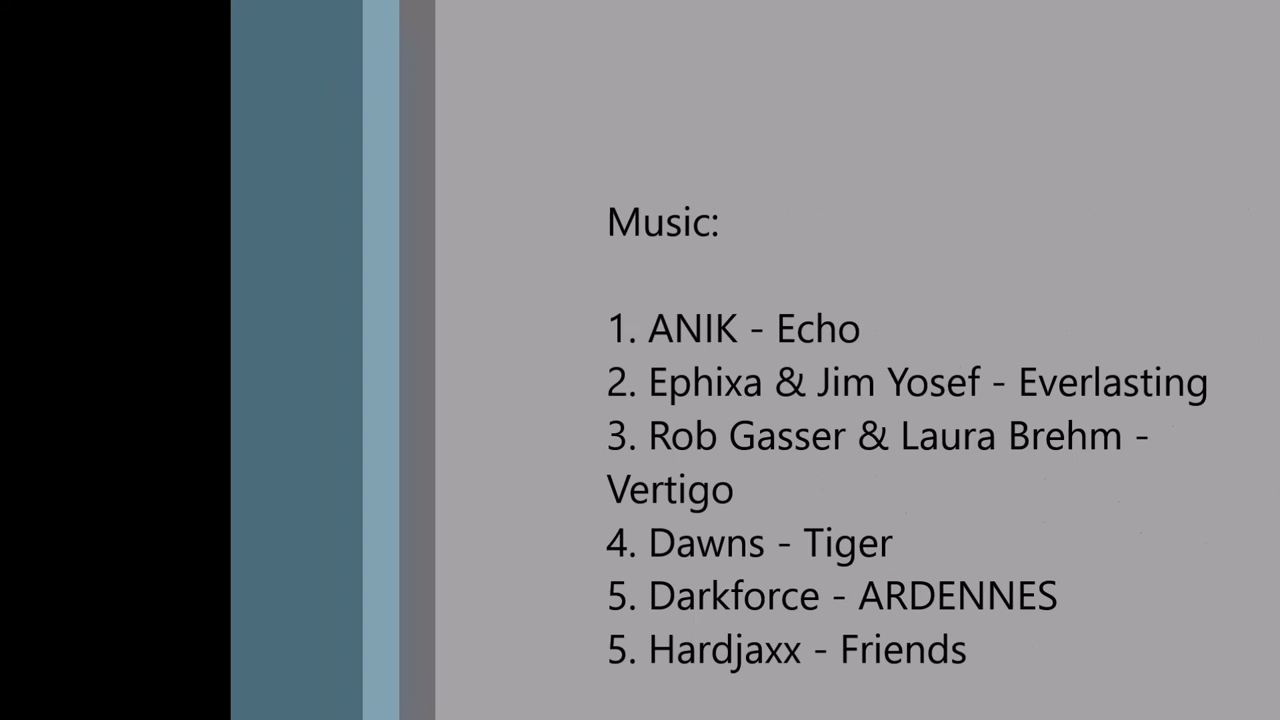 Music:
1. ANIK - Echo
2. Ephixa & Jim Yosef - Everlasting
3. Rob Gasser & Laura Brehm -
Vertigo
4. Dawns - Tiger
5. Darkforce - ARDENNES
5. Hardjaxx - Friends